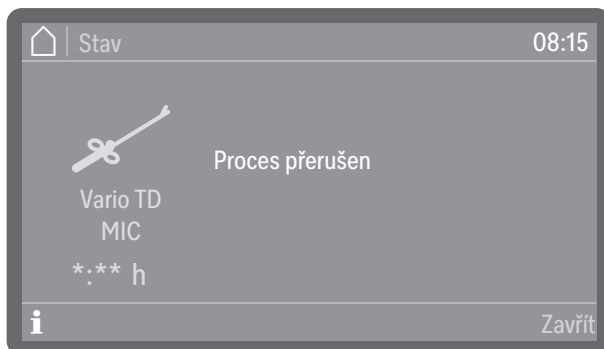 Stav 08:15
Proces přerušen
Vario TD
MIC
*:** h
i Zavřít